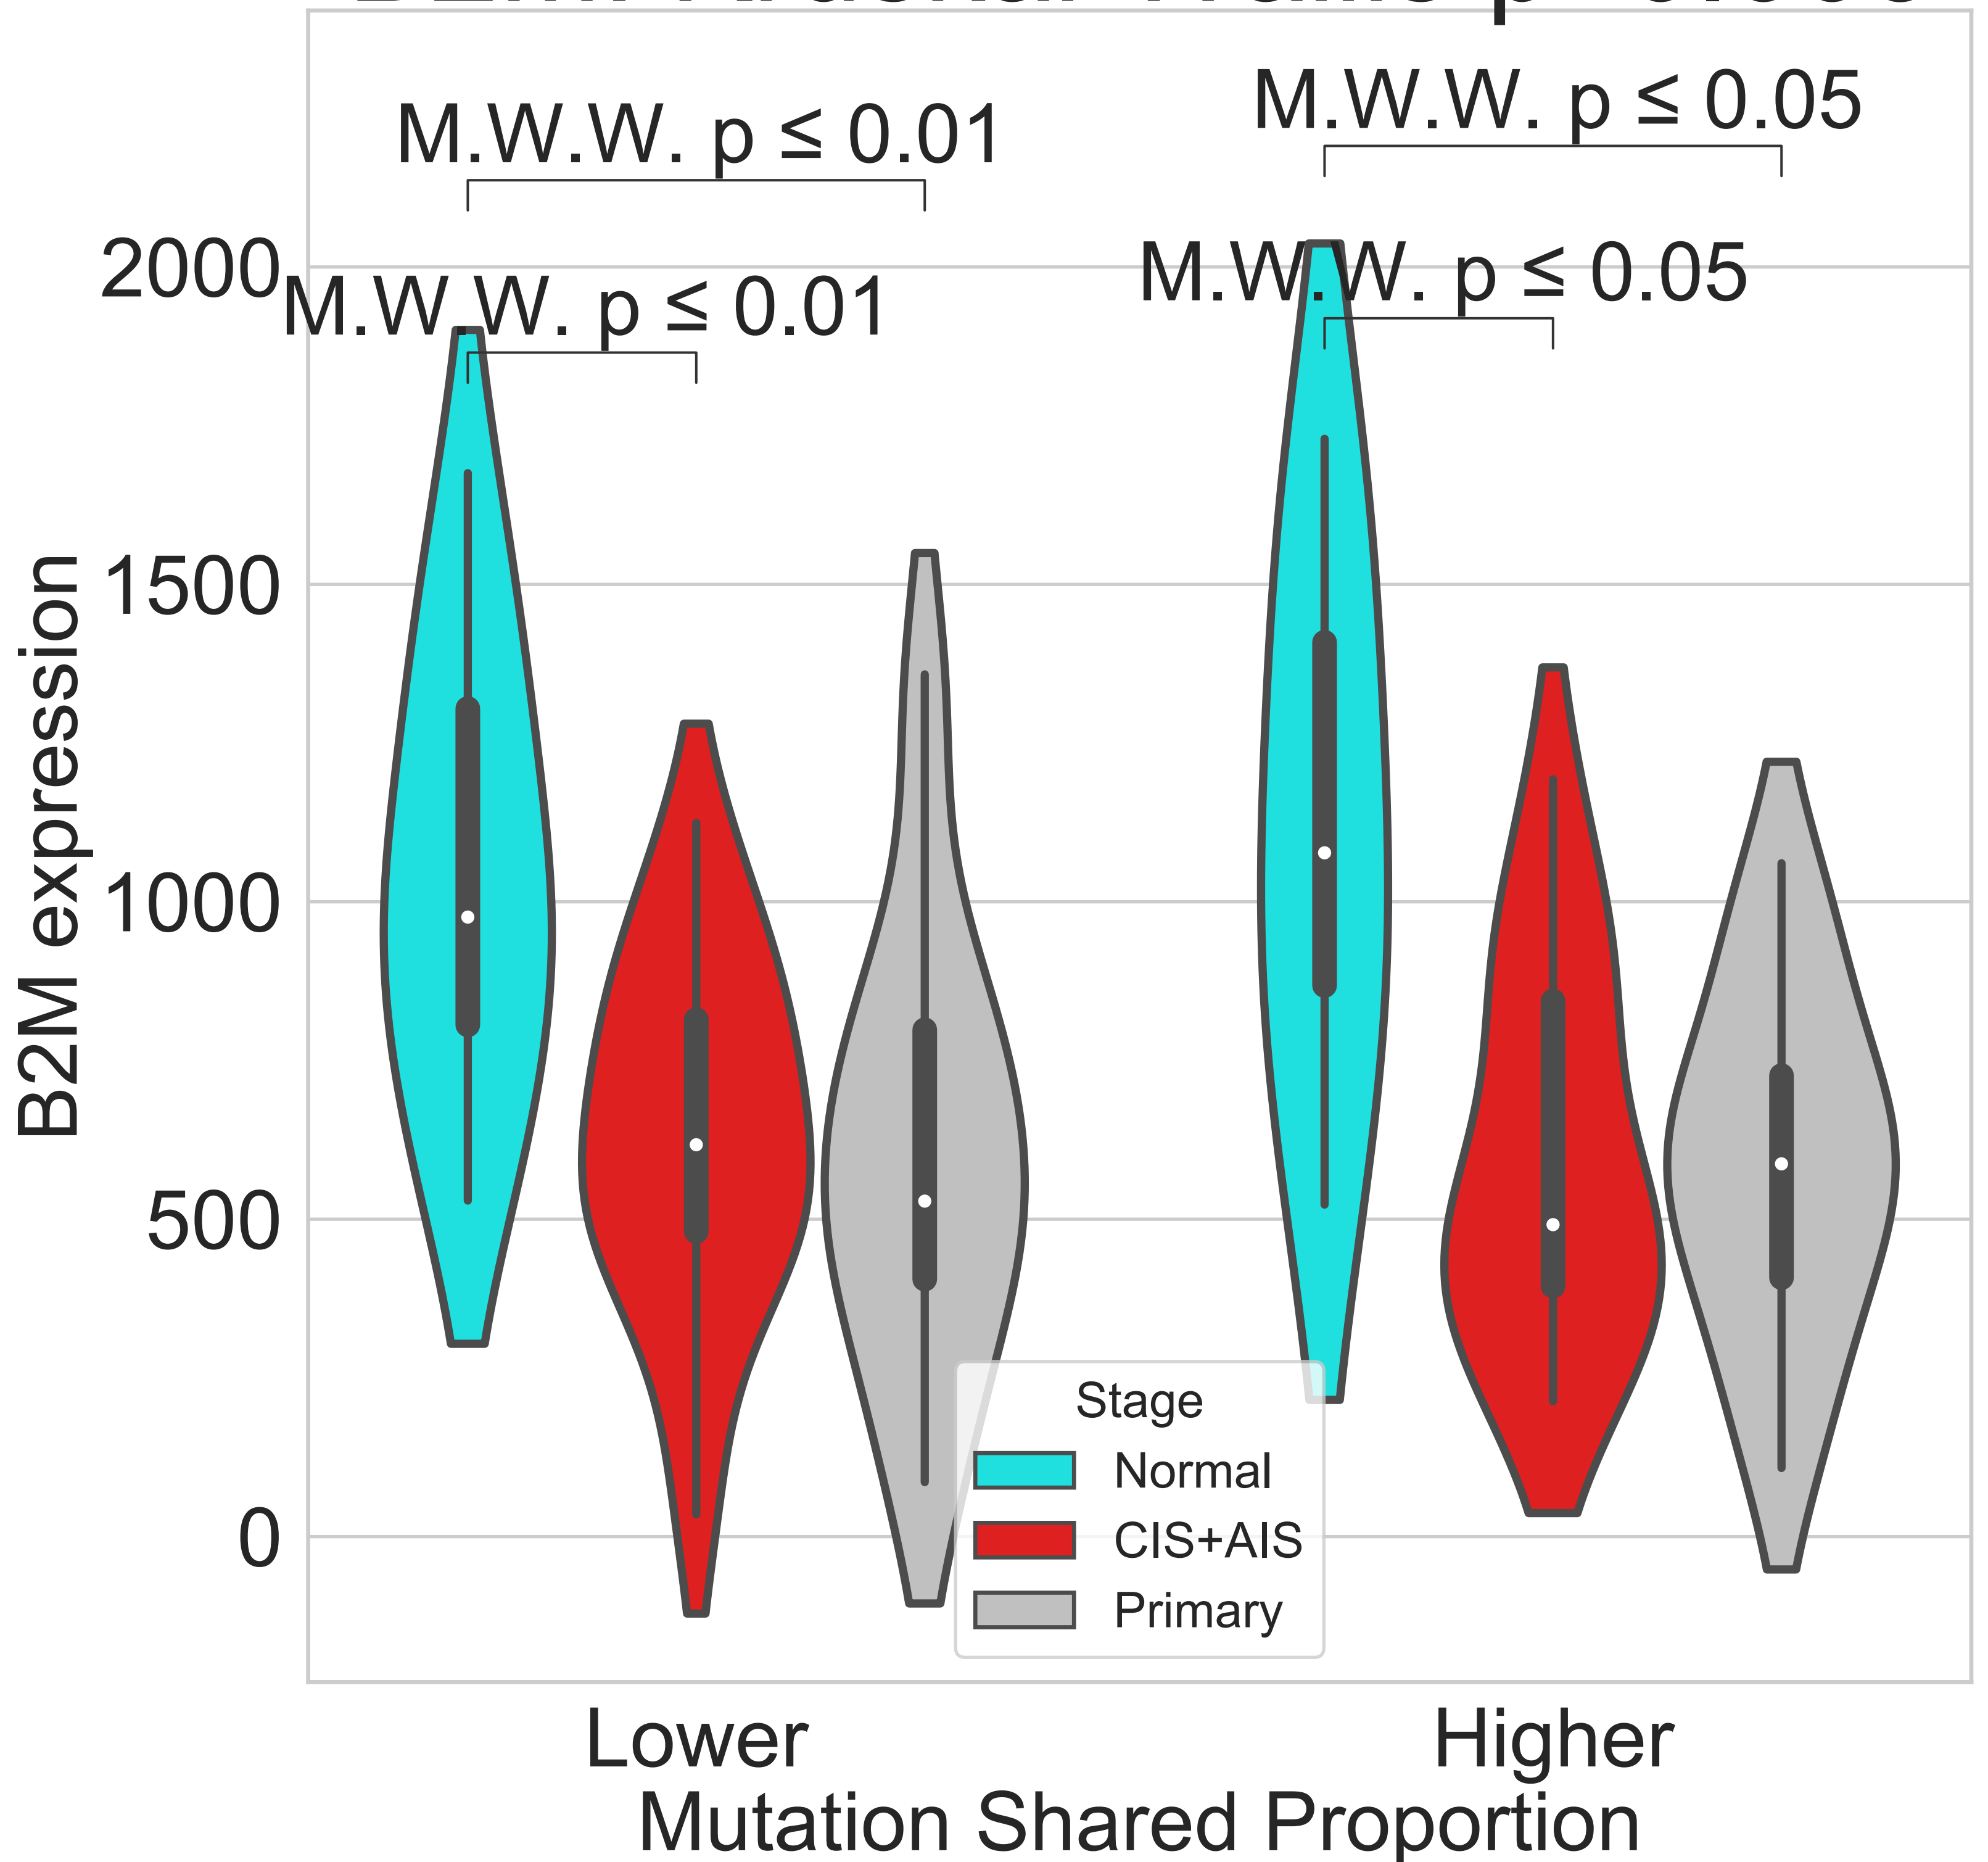 M.W.W. p ≤ 0.05
M.W.W. p ≤ 0.01
M.W.W. p ≤ 0.05
M.W.W. p ≤ 0.01
2000
1500
1000
500
0
B2M expression
Stage
Normal
CIS+AIS
Primary
Lower
Higher
Mutation Shared Proportion